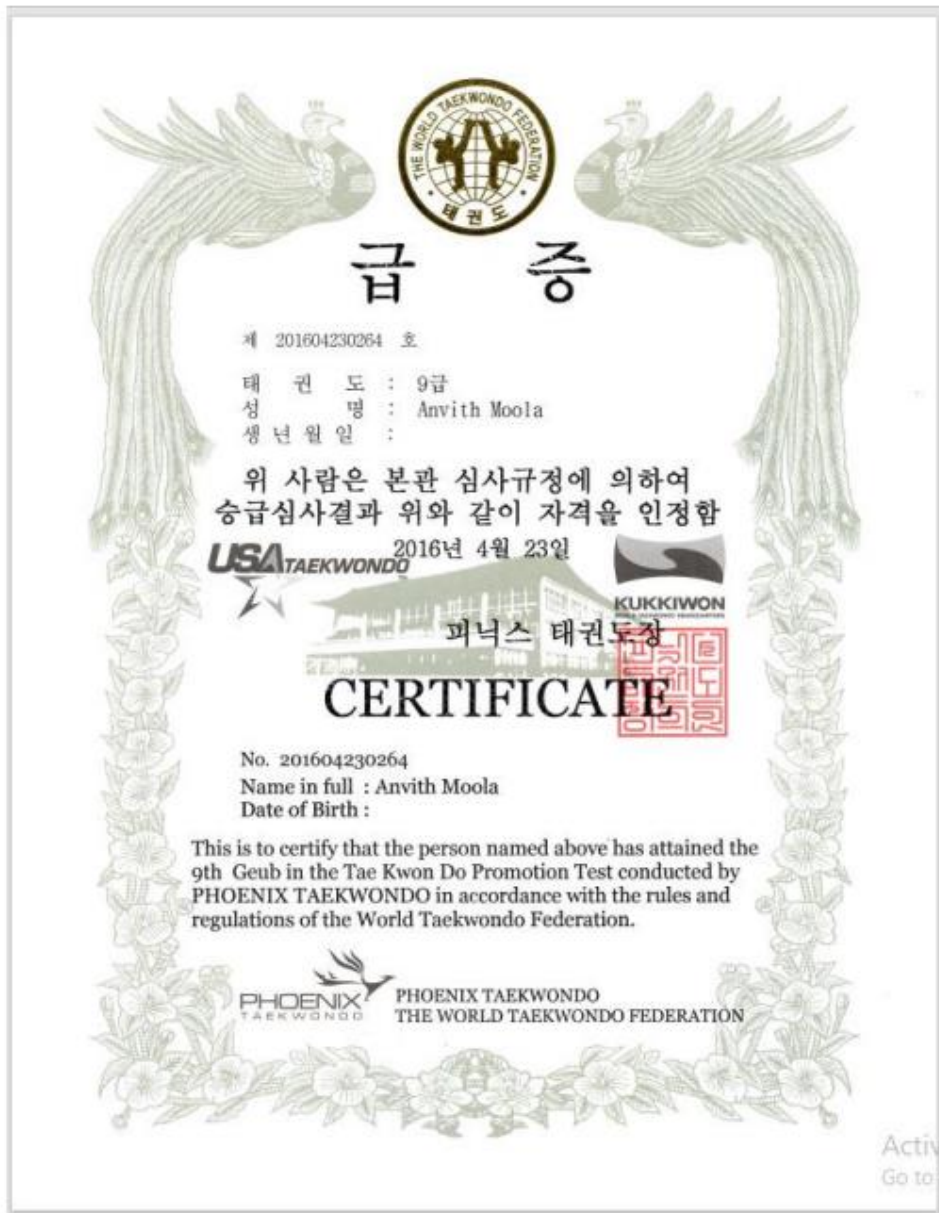 THE WORLD TAEKWONDO FEDERATION
태권도
급 증
제 201604230264 호
태 권 도 : 9급
성 명 : Anvith Moola
생 년 월 일 :
위 사람은 본관 심사규정에 의하여
승급심사결과 위와 같이 자격을 인정함
2016년 4월 23일
USA TAEKWONDO
KUKKIWON
피닉스 태권도장
CERTIFICATE
No. 201604230264
Name in full : Anvith Moola
Date of Birth :
This is to certify that the person named above has attained the
9th Geub in the Tae Kwon Do Promotion Test conducted by
PHOENIX TAEKWONDO in accordance with the rules and
regulations of the World Taekwondo Federation.
PHOENIX
TAEKWONDO
PHOENIX TAEKWONDO
THE WORLD TAEKWONDO FEDERATION
Go to